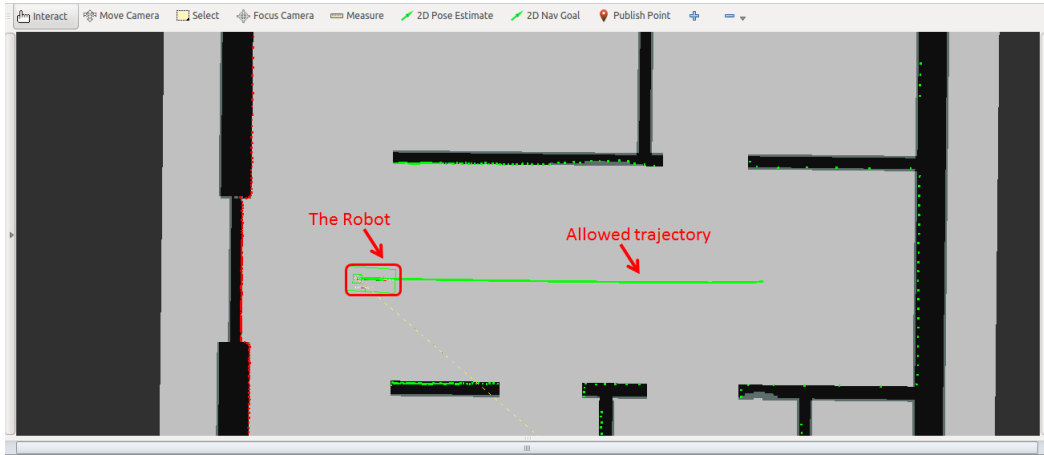 Interact
Move Camera
Select
Focus Camera
Measure
2D Pose Estimate
2D Nav Goal
Publish Point
The Robot
Allowed trajectory